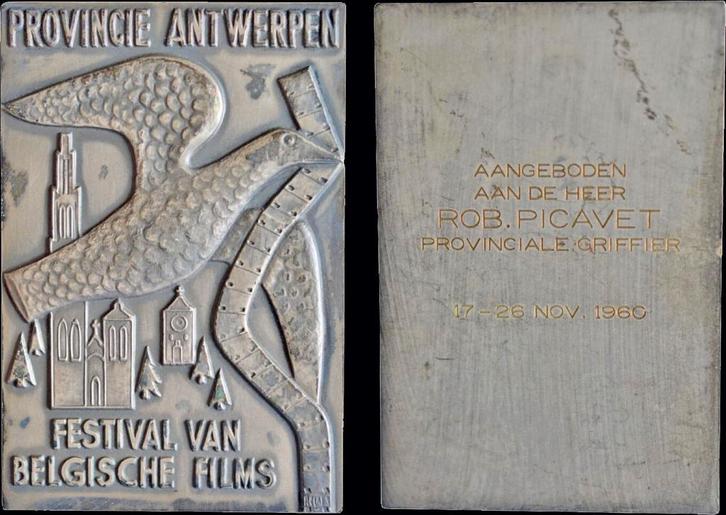 PROVINCIE ANTWERPEN
FESTIVAL VAN
BELGISCHE FILMS
AANGEBODEN
AAN DE HEER
ROB. PICAVET
PROVINCIALE GRIFFIER
17-26 NOV. 1960